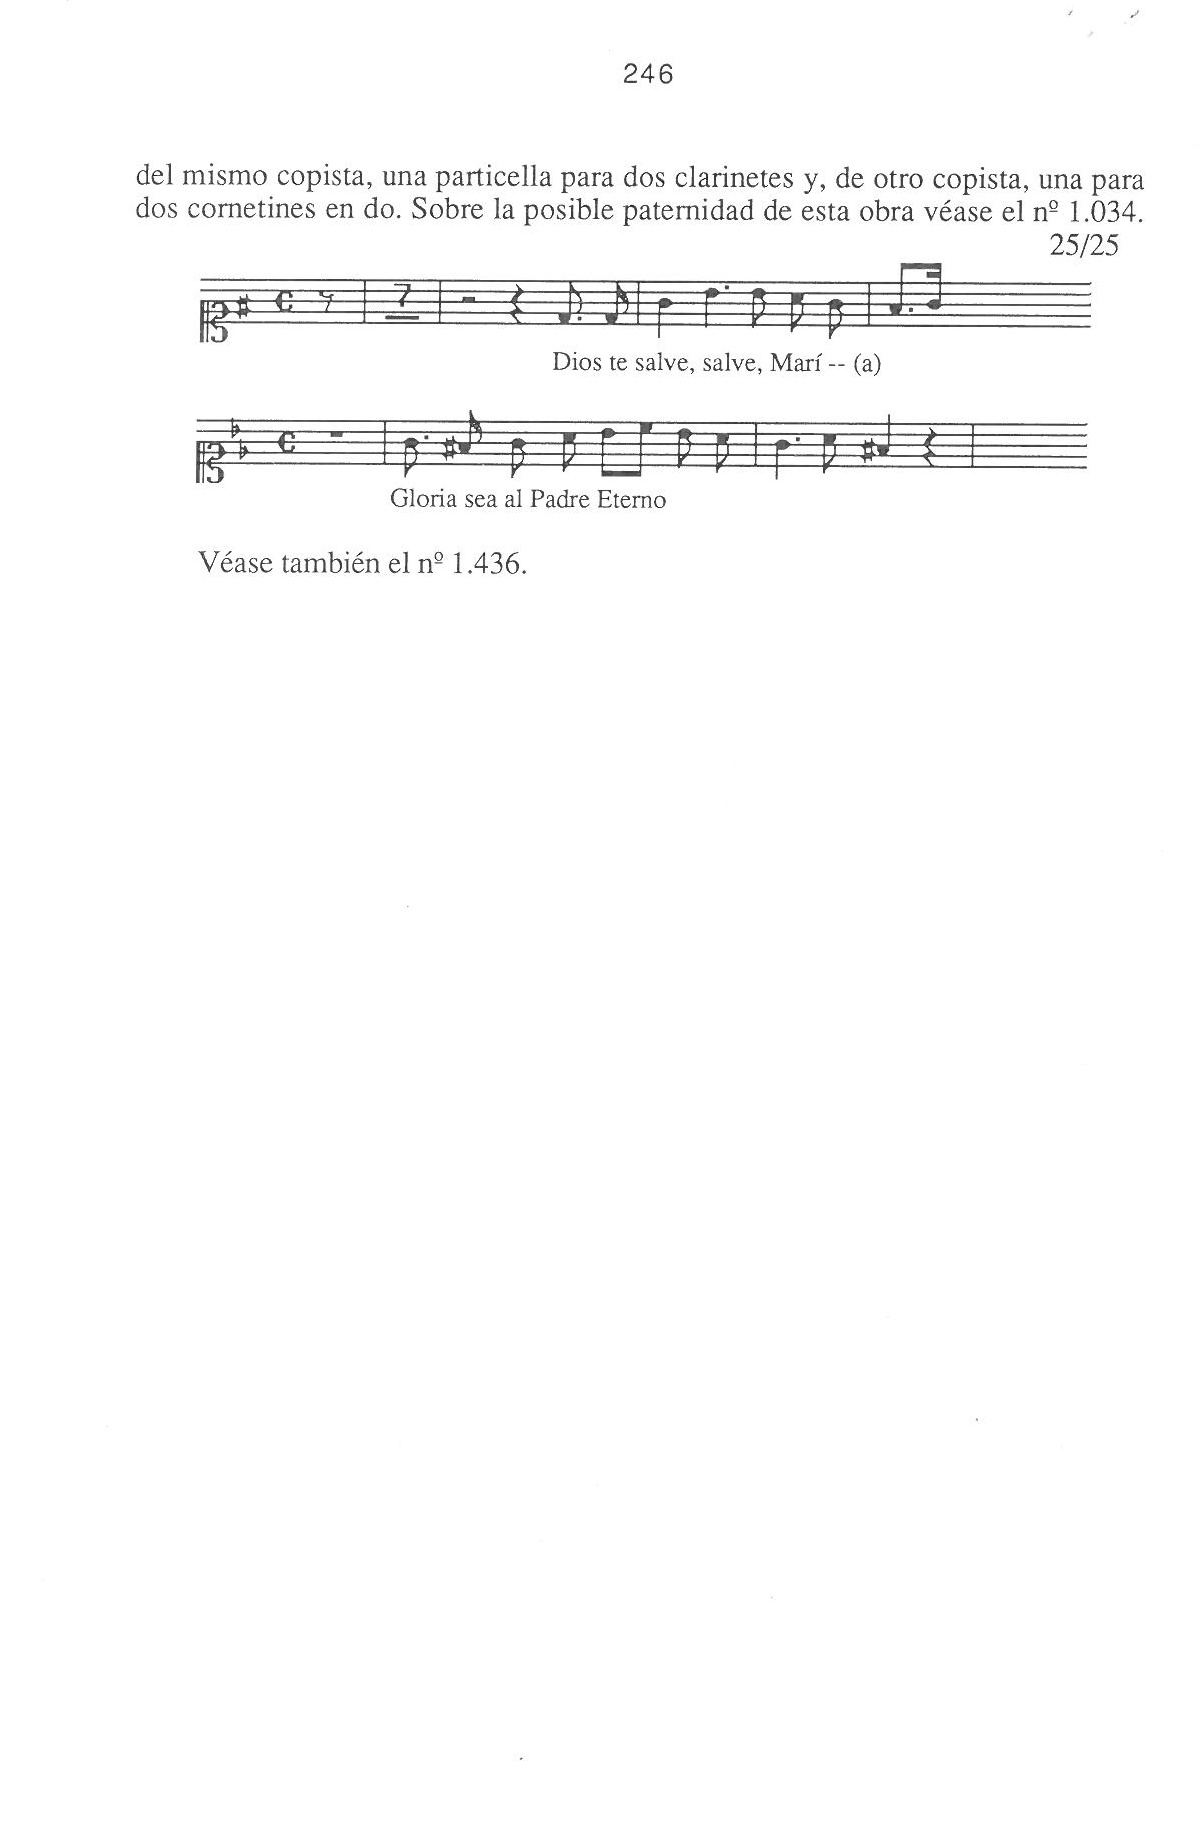 246
del mismo copista, una particella para dos clarinetes y, de otro copista, una para
dos cornetines en do. Sobre la posible paternidad de esta obra véase el nº 1.034.
25/25
7
Dios te salve, salve, Marí -- (a)
Gloria sea al Padre Eterno
Véase también el nº 1.436.